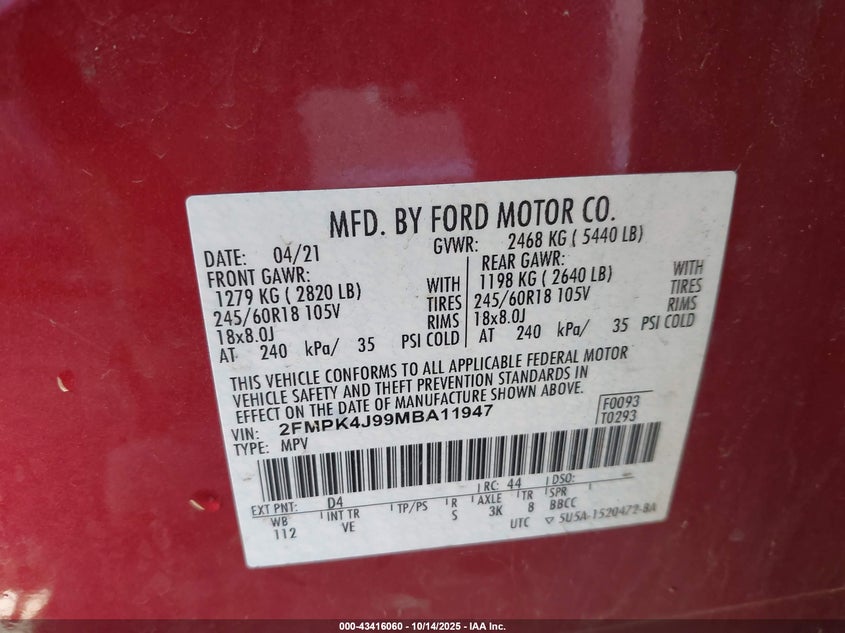 MFD. BY FORD MOTOR CO.
DATE: 04/21 GVWR: 2468 KG ( 5440 LB)
FRONT GAWR: REAR GAWR:
1279 KG ( 2820 LB) WITH 1198 KG ( 2640 LB) WITH
245/60R18 105V TIRES 245/60R18 105V TIRES
18x8.0J RIMS 18x8.0J RIMS
AT 240 kPa/ 35 PSI COLD AT 240 kPa/ 35 PSI COLD
THIS VEHICLE CONFORMS TO ALL APPLICABLE FEDERAL MOTOR
VEHICLE SAFETY AND THEFT PREVENTION STANDARDS IN
EFFECT ON THE DATE OF MANUFACTURE SHOWN ABOVE.
VIN: 2FMPK4J99MBA11947 F0093
TYPE: MPV T0293
EXT PNT: D4 RC: 44 DSO:
WB INT TR TP/PS R AXLE TR SPR
112 VE S 3K 8 BBCC
UTC ▽ 5U5A-1520472-BA
000-43416060 - 10/14/2025 - IAA Inc.